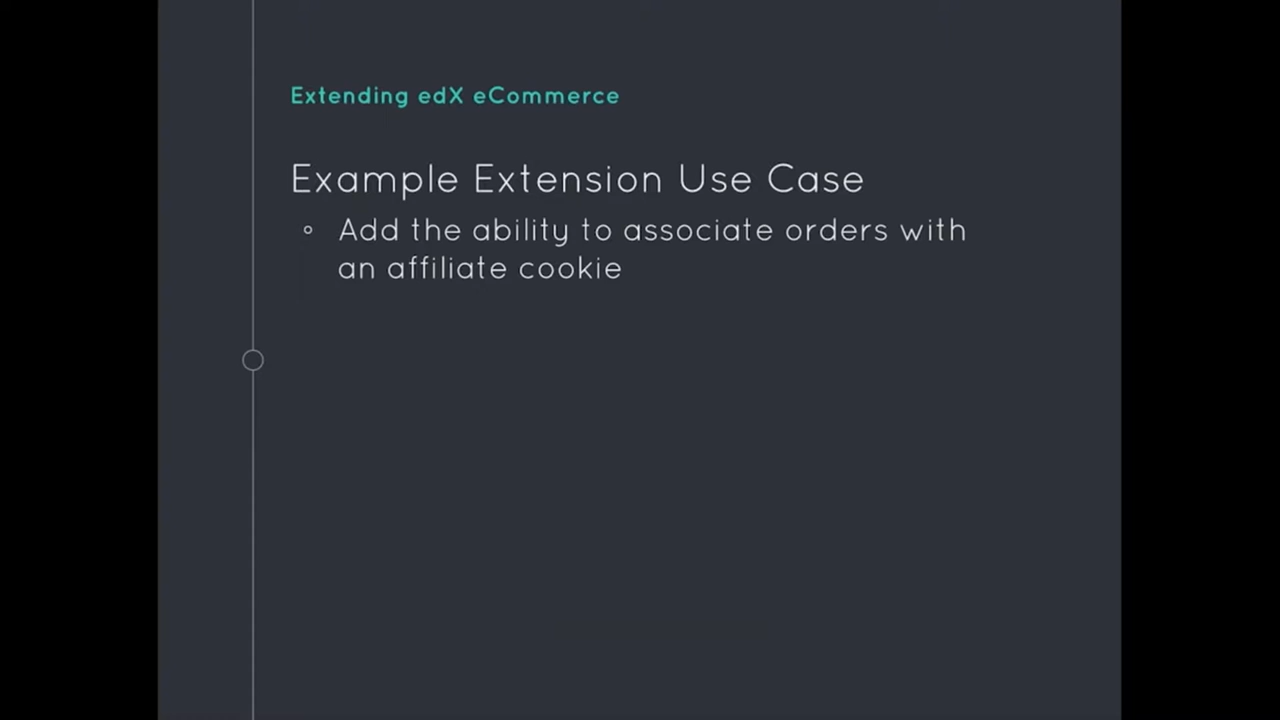 Extending edX eCommerce
Example Extension Use Case
Add the ability to associate orders with
an affiliate cookie